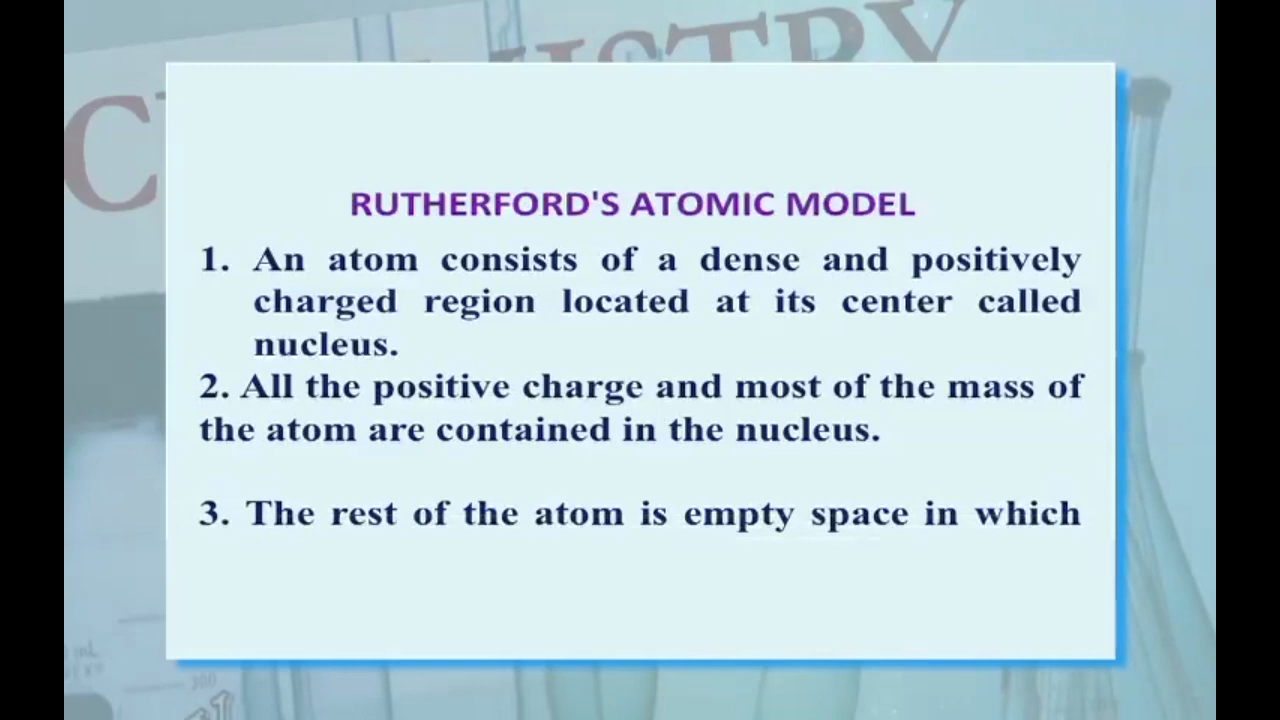 RUTHERFORD'S ATOMIC MODEL
1. An atom consists of a dense and positively
charged region located at its center called
nucleus.
2. All the positive charge and most of the mass of
the atom are contained in the nucleus.
3. The rest of the atom is empty space in which
300